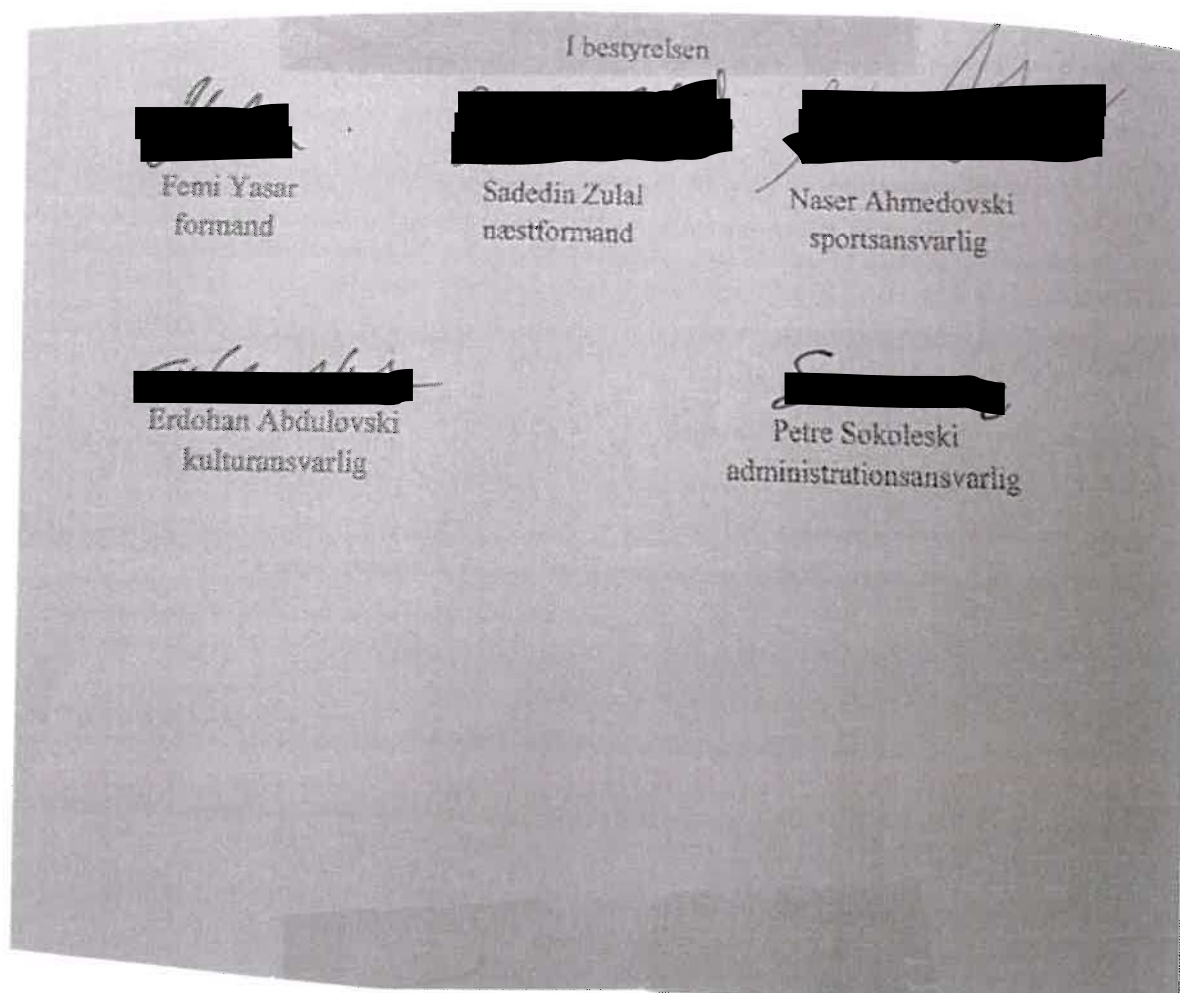 I bestyrelsen
Femi Yasar
formand
Sadedin Zulal
næstformand
Naser Ahmedovski
sportsansvarlig
Erdohan Abdulovski
kulturansvarlig
Petre Sokoleski
administrationsansvarlig